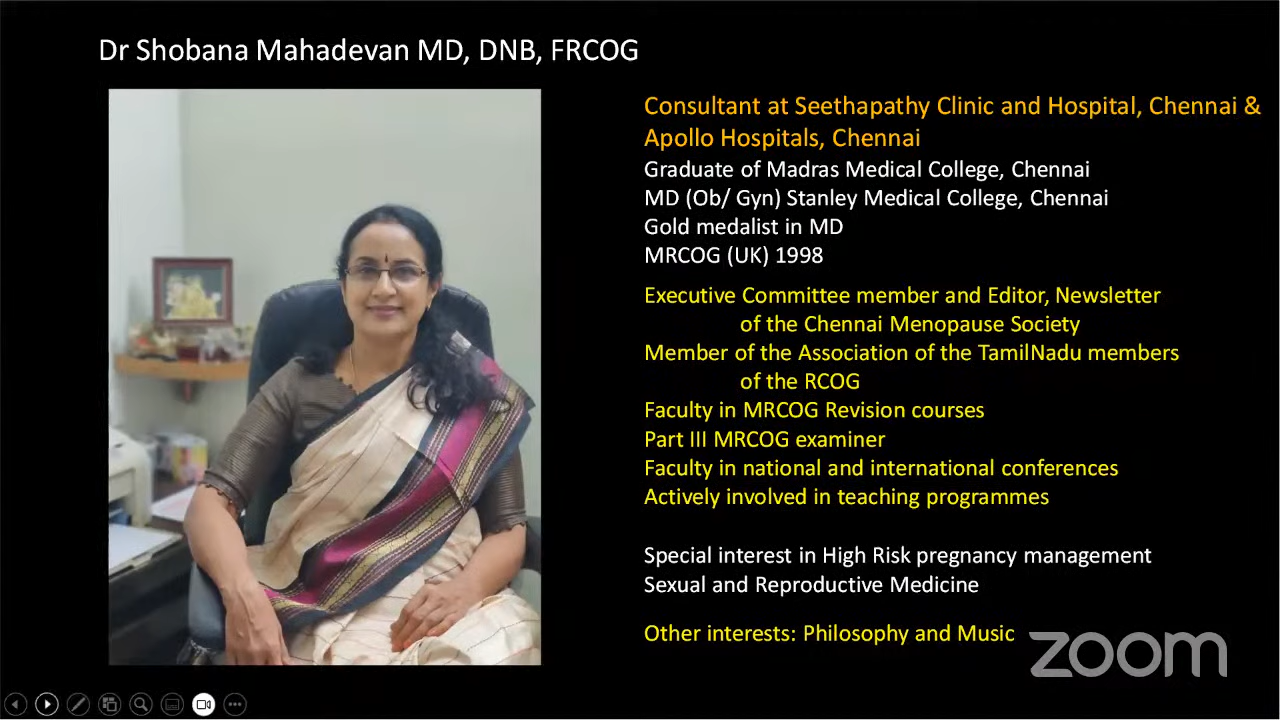 Dr Shobana Mahadevan MD, DNB, FRCOG
Consultant at Seethapathy Clinic and Hospital, Chennai &
Apollo Hospitals, Chennai
Graduate of Madras Medical College, Chennai
MD (Ob/ Gyn) Stanley Medical College, Chennai
Gold medalist in MD
MRCOG (UK) 1998
Executive Committee member and Editor, Newsletter
of the Chennai Menopause Society
Member of the Association of the TamilNadu members
of the RCOG
Faculty in MRCOG Revision courses
Part III MRCOG examiner
Faculty in national and international conferences
Actively involved in teaching programmes
Special interest in High Risk pregnancy management
Sexual and Reproductive Medicine
Other interests: Philosophy and Music
zoom